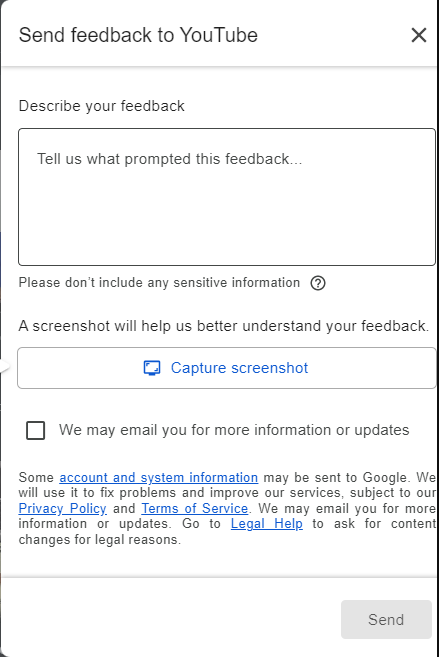 Send feedback to YouTube
Describe your feedback
Tell us what prompted this feedback...
Please don't include any sensitive information
A screenshot will help us better understand your feedback.
Capture screenshot
We may email you for more information or updates
Some account and system information may be sent to Google. We
will use it to fix problems and improve our services, subject to our
Privacy Policy and Terms of Service. We may email you for more
information or updates. Go to Legal Help to ask for content
changes for legal reasons.
Send